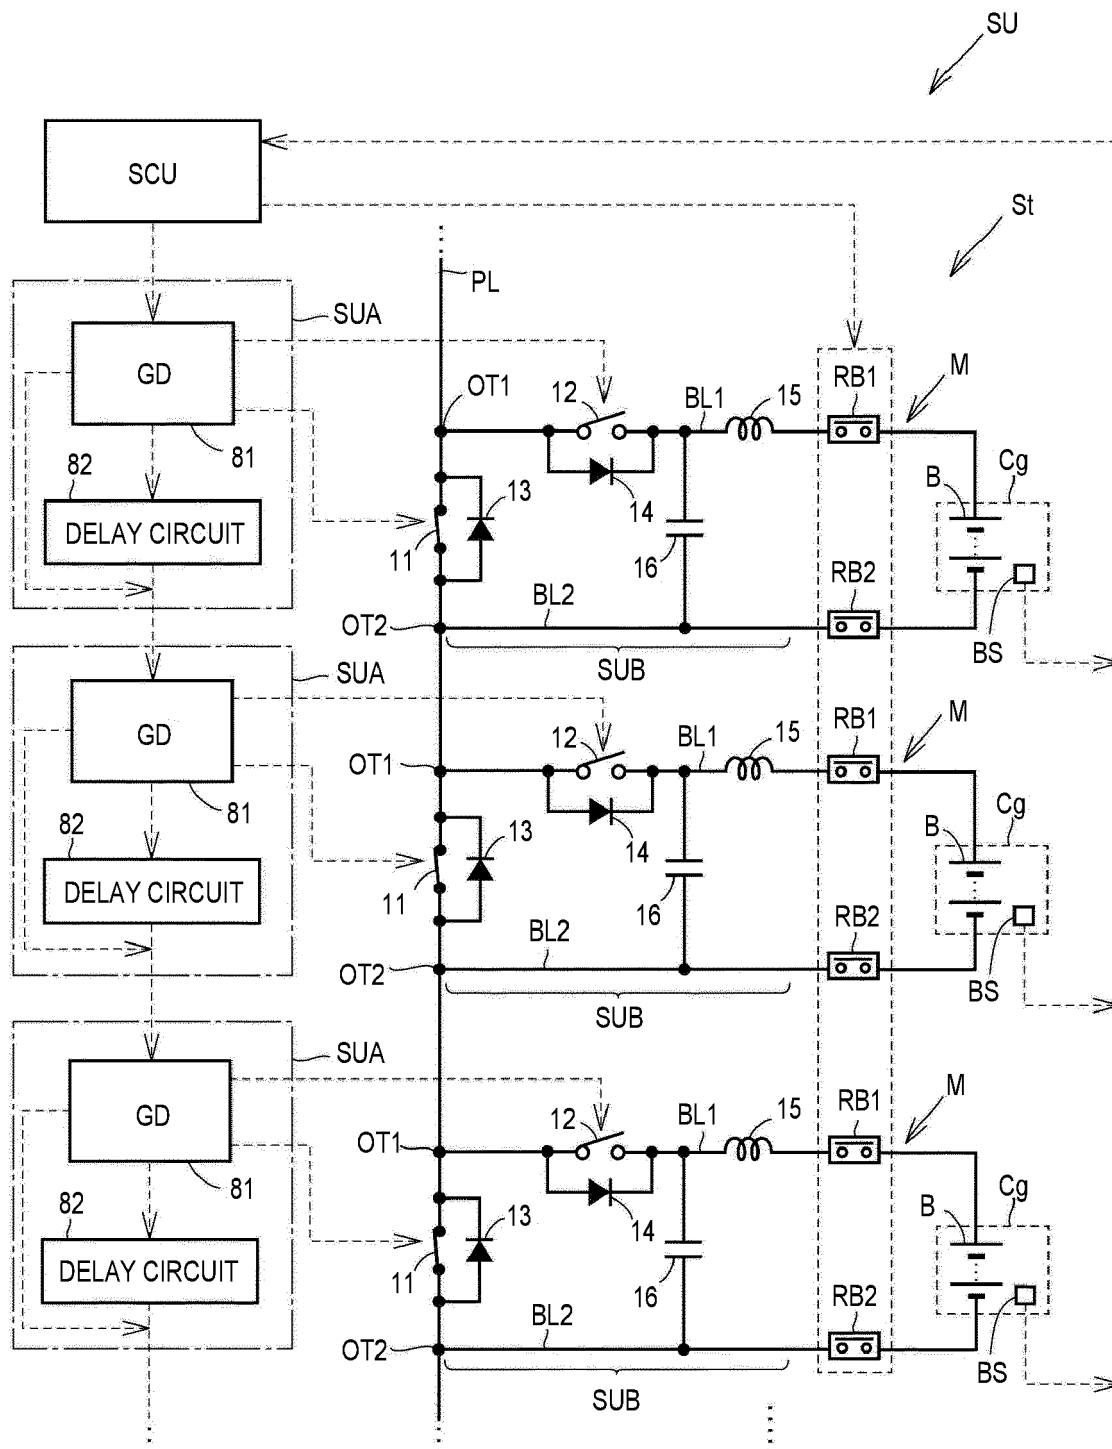 SU
SCU
St
PL
SUA
GD
OT1
12
BL1
15
RB1
M
81
82
DELAY CIRCUIT
13
14
11
16
B
Cg
RB2
OT2
BL2
SUB
BS
SUA
GD
OT1
12
BL1
15
RB1
M
81
82
DELAY CIRCUIT
13
14
11
16
B
Cg
RB2
OT2
BL2
SUB
BS
SUA
GD
OT1
12
BL1
15
RB1
M
81
82
DELAY CIRCUIT
13
14
11
16
B
Cg
RB2
OT2
BL2
SUB
BS